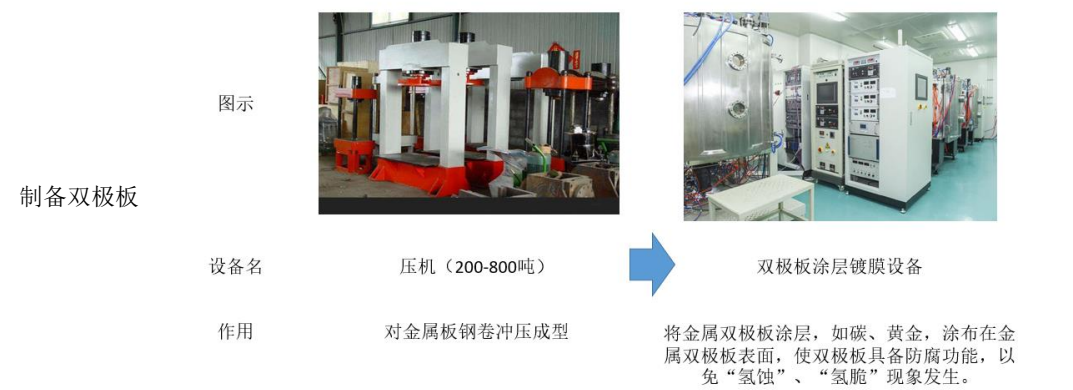 图示
制备双极板
设备名
压机（200-800吨）
双极板涂层镀膜设备
作用
对金属板钢卷冲压成型
将金属双极板涂层，如碳、黄金，涂布在金
属双极板表面，使双极板具备防腐功能，以
免“氢蚀”、“氢脆”现象发生。